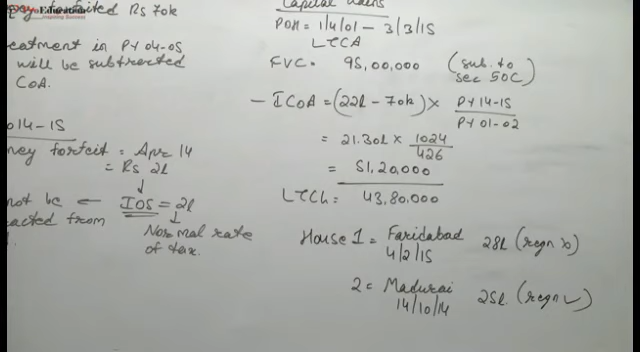 ney forfeited Rs 70k
eatment in PY 04-05
will be subtracted
CoA.
014-15
ney forfeit = Apr 14
= Rs 2l
not be ← IOS = 2l
acted from
Normal rate
of tax.
Capital Gains
POH = 1/4/01 - 3/3/15
LTCA
FVC = 95,00,000 (sub. to sec 50C)
- ICoA = (22l - 70k) × PY 14-15 / PY 01-02
= 21.30l × 1024 / 426
= 51,20,000
LTCG = 43,80,000
House 1 = Faridabad 28l (regn x)
4/2/15
2 = Madurai 25l (regn ✓)
14/10/14